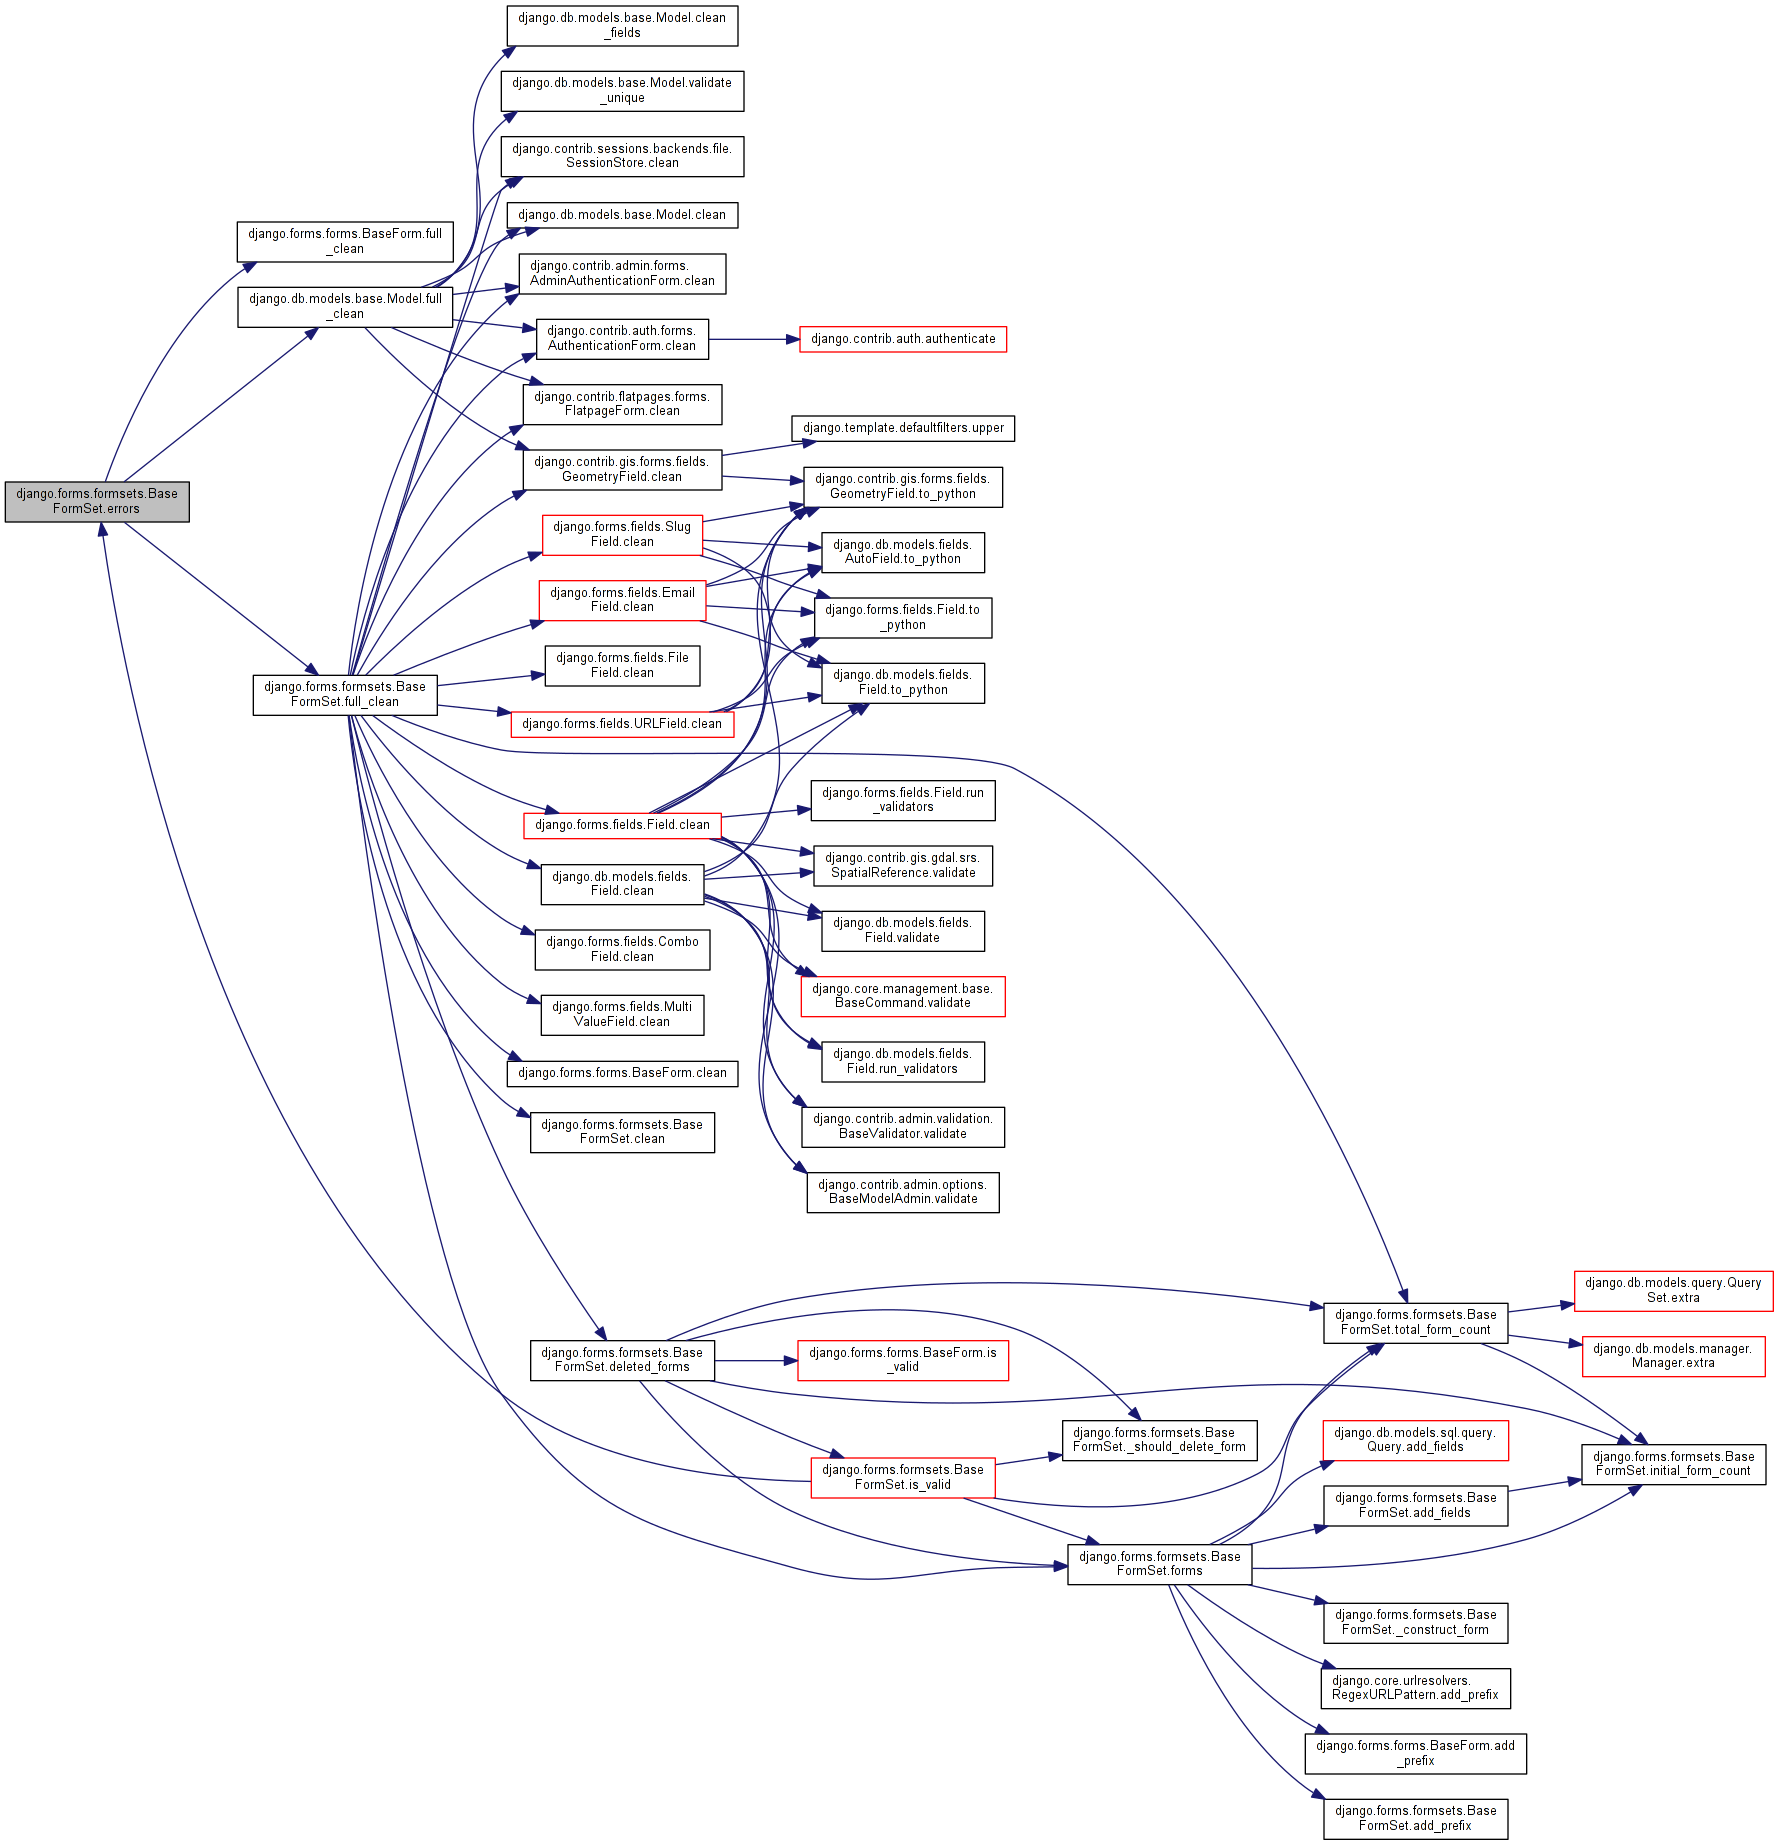 django.forms.formsets.Base
FormSet.errors
django.forms.forms.BaseForm.full
_clean
django.db.models.base.Model.full
_clean
django.forms.formsets.Base
FormSet.full_clean
django.db.models.base.Model.clean
_fields
django.db.models.base.Model.validate
_unique
django.contrib.sessions.backends.file.
SessionStore.clean
django.db.models.base.Model.clean
django.contrib.admin.forms.
AdminAuthenticationForm.clean
django.contrib.auth.forms.
AuthenticationForm.clean
django.contrib.flatpages.forms.
FlatpageForm.clean
django.contrib.gis.forms.fields.
GeometryField.clean
django.forms.fields.Slug
Field.clean
django.forms.fields.Email
Field.clean
django.forms.fields.File
Field.clean
django.forms.fields.URLField.clean
django.forms.fields.Field.clean
django.db.models.fields.
Field.clean
django.forms.fields.Combo
Field.clean
django.forms.fields.Multi
ValueField.clean
django.forms.forms.BaseForm.clean
django.forms.formsets.Base
FormSet.clean
django.forms.formsets.Base
FormSet.deleted_forms
django.contrib.auth.authenticate
django.template.defaultfilters.upper
django.contrib.gis.forms.fields.
GeometryField.to_python
django.db.models.fields.
AutoField.to_python
django.forms.fields.Field.to
_python
django.db.models.fields.
Field.to_python
django.forms.fields.Field.run
_validators
django.contrib.gis.gdal.srs.
SpatialReference.validate
django.db.models.fields.
Field.validate
django.core.management.base.
BaseCommand.validate
django.db.models.fields.
Field.run_validators
django.contrib.admin.validation.
BaseValidator.validate
django.contrib.admin.options.
BaseModelAdmin.validate
django.forms.forms.BaseForm.is
_valid
django.forms.formsets.Base
FormSet.is_valid
django.forms.formsets.Base
FormSet._should_delete_form
django.forms.formsets.Base
FormSet.forms
django.forms.formsets.Base
FormSet.total_form_count
django.db.models.sql.query.
Query.add_fields
django.forms.formsets.Base
FormSet.add_fields
django.forms.formsets.Base
FormSet._construct_form
django.core.urlresolvers.
RegexURLPattern.add_prefix
django.forms.forms.BaseForm.add
_prefix
django.forms.formsets.Base
FormSet.add_prefix
django.db.models.query.Query
Set.extra
django.db.models.manager.
Manager.extra
django.forms.formsets.Base
FormSet.initial_form_count